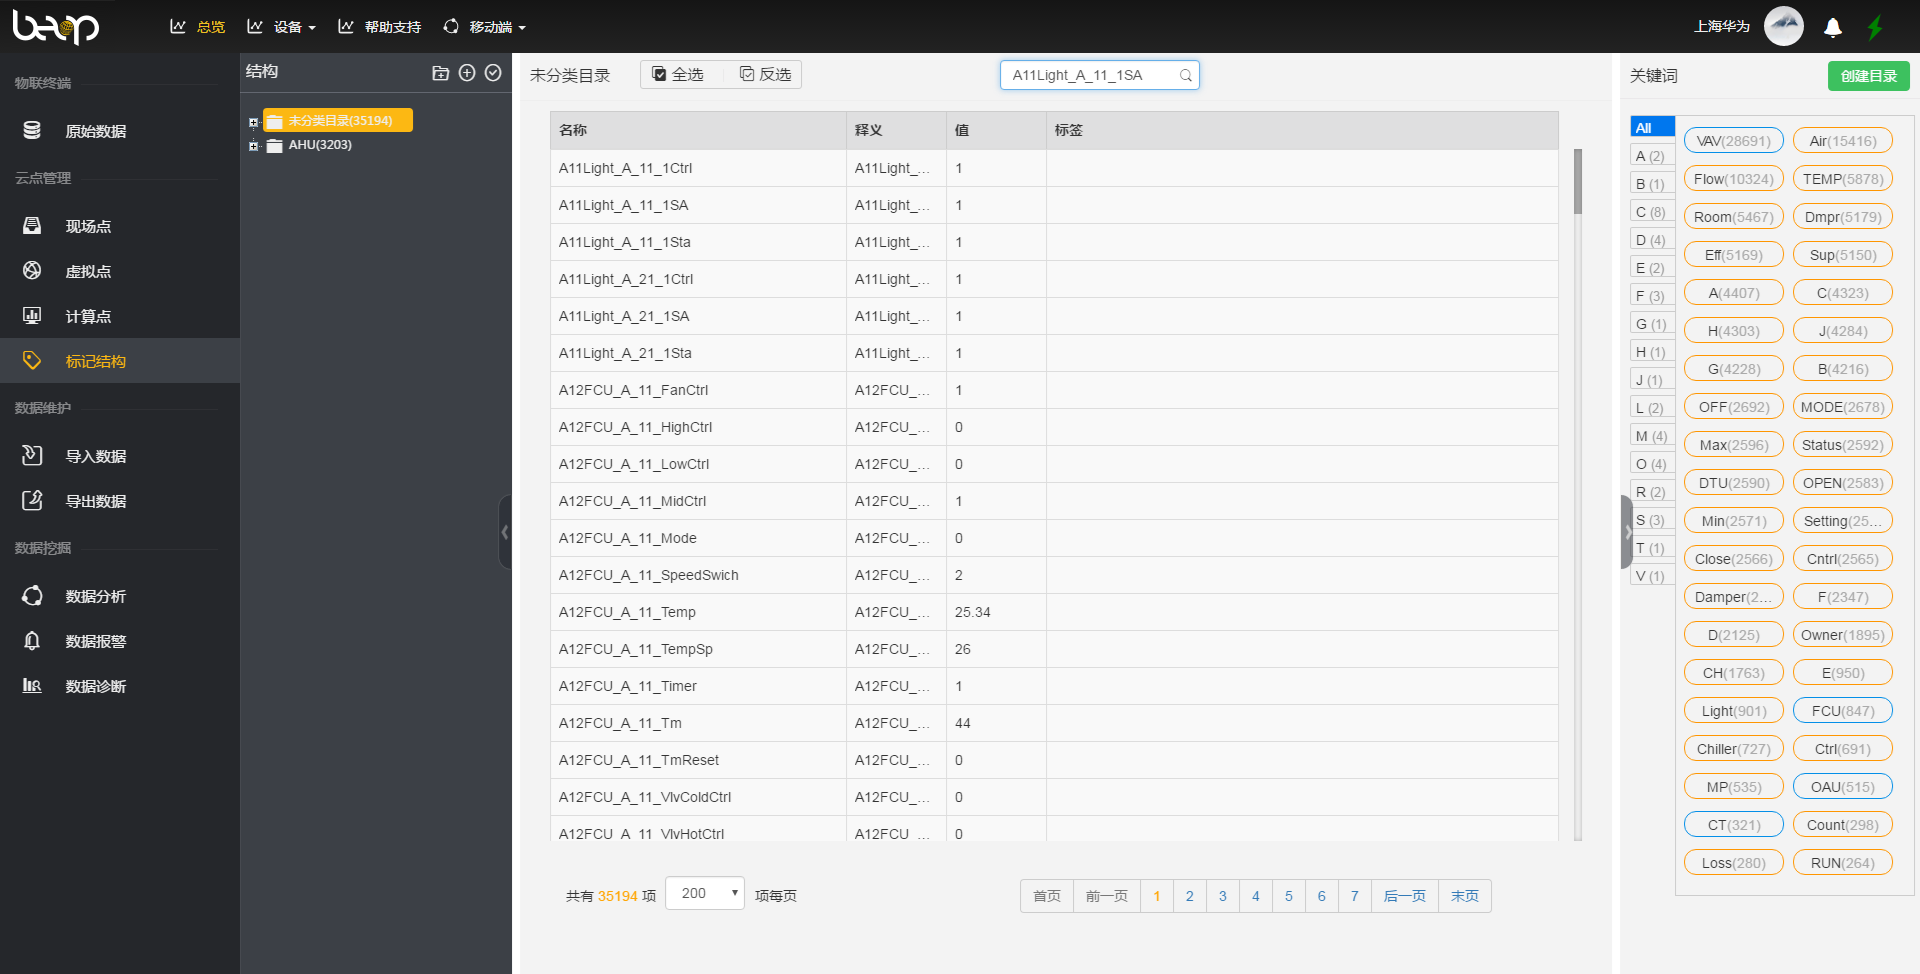 beop
总览
设备
帮助支持
移动端
上海华为
物联终端
原始数据
云点管理
现场点
虚拟点
计算点
标记结构
数据维护
导入数据
导出数据
数据挖掘
数据分析
数据报警
数据诊断
结构
未分类目录(35194)
AHU(3203)
未分类目录
全选
反选
A11Light_A_11_1SA
名称 释义 值 标签
A11Light_A_11_1Ctrl A11Light_... 1
A11Light_A_11_1SA A11Light_... 1
A11Light_A_11_1Sta A11Light_... 1
A11Light_A_21_1Ctrl A11Light_... 1
A11Light_A_21_1SA A11Light_... 1
A11Light_A_21_1Sta A11Light_... 1
A12FCU_A_11_FanCtrl A12FCU_... 1
A12FCU_A_11_HighCtrl A12FCU_... 0
A12FCU_A_11_LowCtrl A12FCU_... 0
A12FCU_A_11_MidCtrl A12FCU_... 1
A12FCU_A_11_Mode A12FCU_... 0
A12FCU_A_11_SpeedSwich A12FCU_... 2
A12FCU_A_11_Temp A12FCU_... 25.34
A12FCU_A_11_TempSp A12FCU_... 26
A12FCU_A_11_Timer A12FCU_... 1
A12FCU_A_11_Tm A12FCU_... 44
A12FCU_A_11_TmReset A12FCU_... 0
A12FCU_A_11_VlvColdCtrl A12FCU_... 0
A12FCU_A_11_VlvHotCtrl A12FCU_... 0
共有 35194 项 200 项每页
首页 前一页 1 2 3 4 5 6 7 后一页 末页
关键词
创建目录
All
A (2)
B (1)
C (8)
D (4)
E (2)
F (3)
G (1)
H (1)
J (1)
L (2)
M (4)
O (4)
R (2)
S (3)
T (1)
V (1)
VAV(28691) Air(15416)
Flow(10324) TEMP(5878)
Room(5467) Dmpr(5179)
Eff(5169) Sup(5150)
A(4407) C(4323)
H(4303) J(4284)
G(4228) B(4216)
OFF(2692) MODE(2678)
Max(2596) Status(2592)
DTU(2590) OPEN(2583)
Min(2571) Setting(25...
Close(2566) Cntrl(2565)
Damper(2... F(2347)
D(2125) Owner(1895)
CH(1763) E(950)
Light(901) FCU(847)
Chiller(727) Ctrl(691)
MP(535) OAU(515)
CT(321) Count(298)
Loss(280) RUN(264)